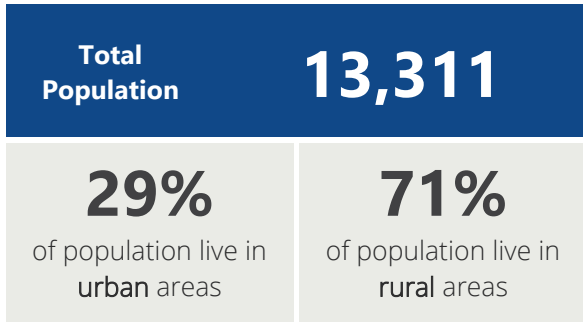 Total
Population
13,311
29%
of population live in
urban areas
71%
of population live in
rural areas